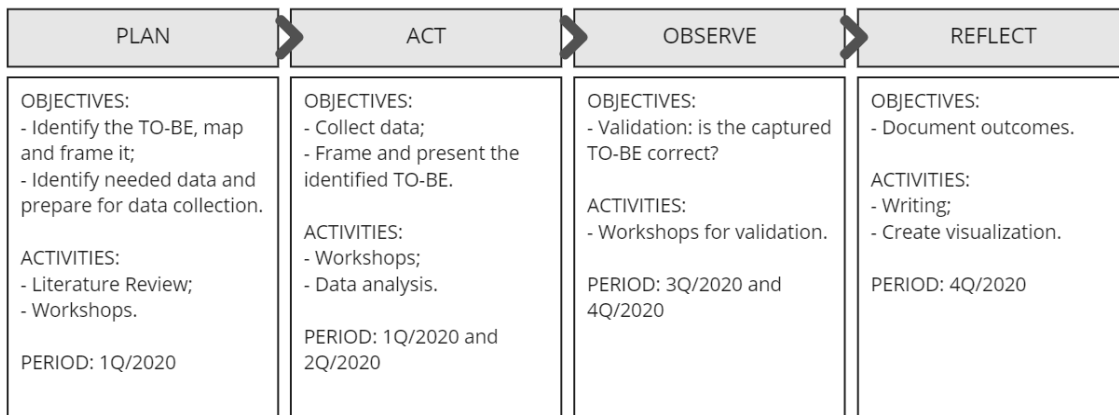 PLAN
ACT
OBSERVE
REFLECT
OBJECTIVES:
- Identify the TO-BE, map
and frame it;
- Identify needed data and
prepare for data collection.
ACTIVITIES:
- Literature Review;
- Workshops.
PERIOD: 1Q/2020
OBJECTIVES:
- Collect data;
- Frame and present the
identified TO-BE.
ACTIVITIES:
- Workshops;
- Data analysis.
PERIOD: 1Q/2020 and
2Q/2020
OBJECTIVES:
- Validation: is the captured
TO-BE correct?
ACTIVITIES:
- Workshops for validation.
PERIOD: 3Q/2020 and
4Q/2020
OBJECTIVES:
- Document outcomes.
ACTIVITIES:
- Writing;
- Create visualization.
PERIOD: 4Q/2020